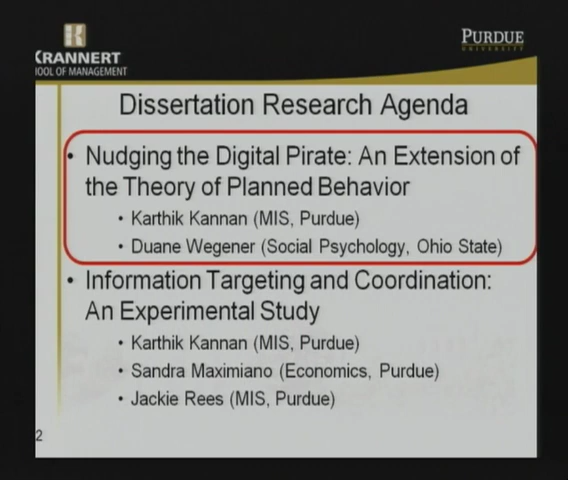 KRANNERT
OOL OF MANAGEMENT
PURDUE
UNIVERSITY
Dissertation Research Agenda
• Nudging the Digital Pirate: An Extension of
the Theory of Planned Behavior
• Karthik Kannan (MIS, Purdue)
• Duane Wegener (Social Psychology, Ohio State)
• Information Targeting and Coordination:
An Experimental Study
• Karthik Kannan (MIS, Purdue)
• Sandra Maximiano (Economics, Purdue)
• Jackie Rees (MIS, Purdue)
2